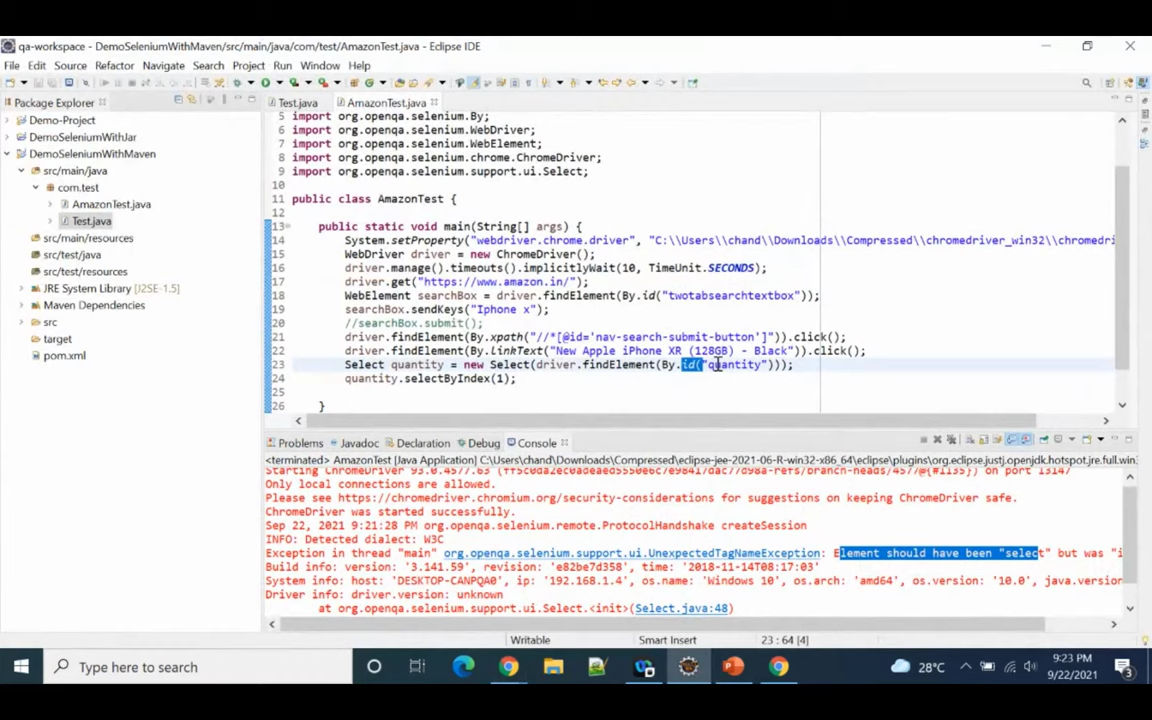 qa-workspace - DemoSeleniumWithMaven/src/main/java/com/test/AmazonTest.java - Eclipse IDE
File Edit Source Refactor Navigate Search Project Run Window Help
Package Explorer
Test.java AmazonTest.java
Demo-Project
DemoSeleniumWithJar
DemoSeleniumWithMaven
src/main/java
com.test
AmazonTest.java
Test.java
src/main/resources
src/test/java
src/test/resources
JRE System Library [J2SE-1.5]
Maven Dependencies
src
target
pom.xml
5 import org.openqa.selenium.By;
6 import org.openqa.selenium.WebDriver;
7 import org.openqa.selenium.WebElement;
8 import org.openqa.selenium.chrome.ChromeDriver;
9 import org.openqa.selenium.support.ui.Select;
10
11 public class AmazonTest {
12
13 public static void main(String[] args) {
14 System.setProperty("webdriver.chrome.driver", "C:\\Users\\chand\\Downloads\\Compressed\\chromedriver_win32\\chromedri
15 WebDriver driver = new ChromeDriver();
16 driver.manage().timeouts().implicitlyWait(10, TimeUnit.SECONDS);
17 driver.get("https://www.amazon.in/");
18 WebElement searchBox = driver.findElement(By.id("twotabsearchtextbox"));
19 searchBox.sendKeys("Iphone x");
20 //searchBox.submit();
21 driver.findElement(By.xpath("//*[@id='nav-search-submit-button']")).click();
22 driver.findElement(By.linkText("New Apple iPhone XR (128GB) - Black")).click();
23 Select quantity = new Select(driver.findElement(By.id("quantity")));
24 quantity.selectByIndex(1);
25
26 }
Problems Javadoc Declaration Debug Console
<terminated> AmazonTest [Java Application] C:\Users\chand\Downloads\Compressed\eclipse-jee-2021-06-R-win32-x86_64\eclipse\plugins\org.eclipse.justj.openjdk.hotspot.jre.full.win3
Starting ChromeDriver 93.0.4577.63 on port
Only local connections are allowed.
Please see https://chromedriver.chromium.org/security-considerations for suggestions on keeping ChromeDriver safe.
ChromeDriver was started successfully.
Sep 22, 2021 9:21:28 PM org.openqa.selenium.remote.ProtocolHandshake createSession
INFO: Detected dialect: W3C
Exception in thread "main" org.openqa.selenium.support.ui.UnexpectedTagNameException: Element should have been "select" but was "i
Build info: version: '3.141.59', revision: 'e82be7d358', time: '2018-11-14T08:17:03'
System info: host: 'DESKTOP-CANPQA0', ip: '192.168.1.4', os.name: 'Windows 10', os.arch: 'amd64', os.version: '10.0', java.version
Driver info: driver.version: unknown
at org.openqa.selenium.support.ui.Select.<init>(Select.java:48)
Writable Smart Insert 23 : 64 [4]
Type here to search 28°C 9:23 PM
9/22/2021 3